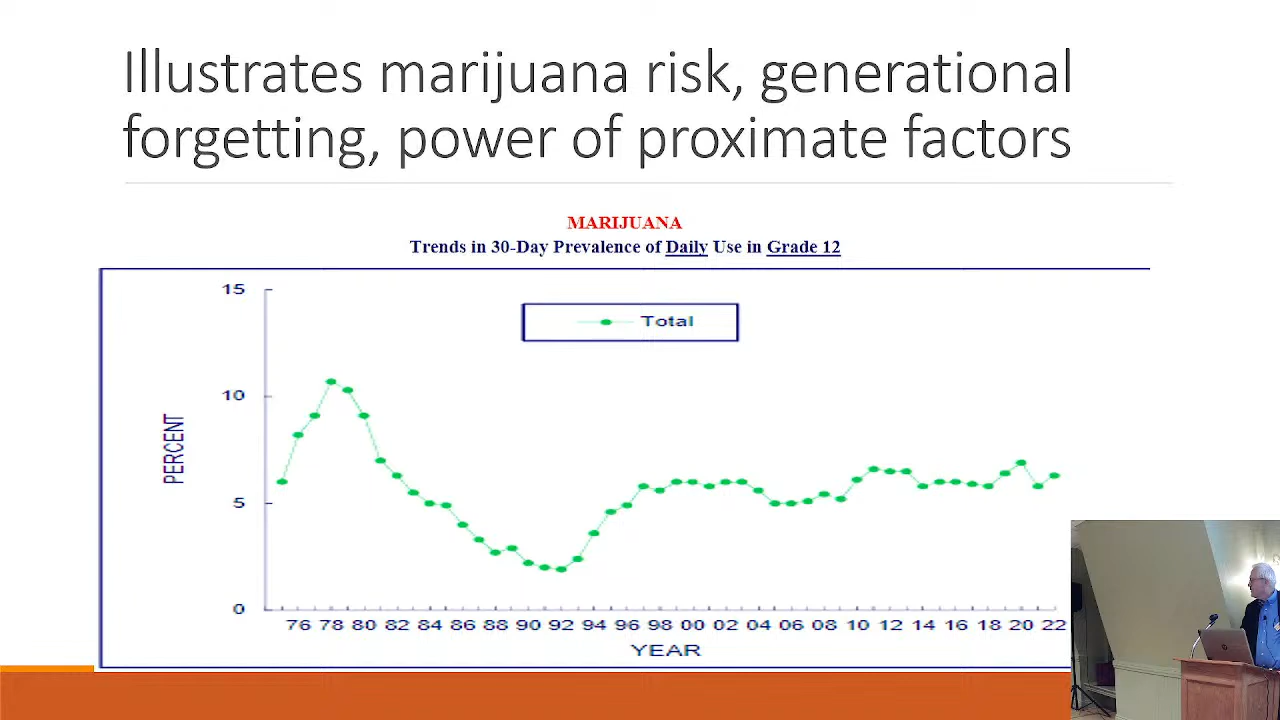 Illustrates marijuana risk, generational
forgetting, power of proximate factors
MARIJUANA
Trends in 30-Day Prevalence of Daily Use in Grade 12
15
Total
10
PERCENT
5
0
76 78 80 82 84 86 88 90 92 94 96 98 00 02 04 06 08 10 12 14 16 18 20 22
YEAR